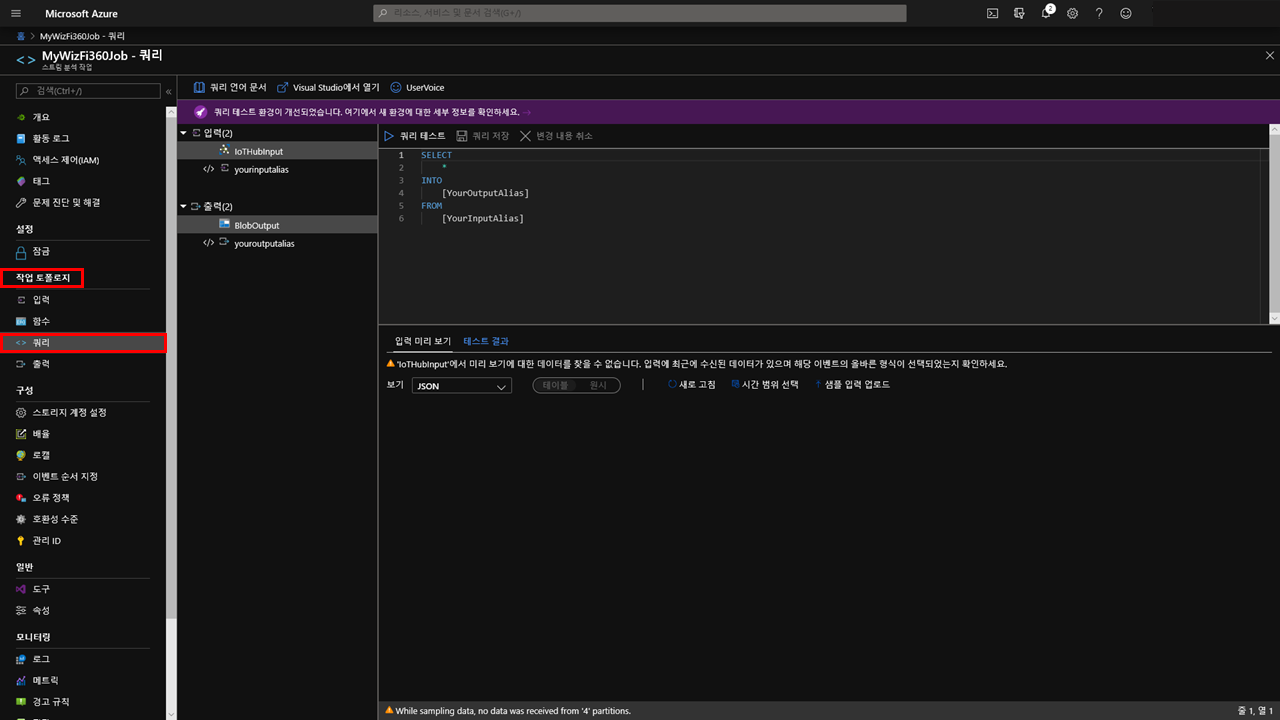 Microsoft Azure
리소스, 서비스 및 문서 검색(G+/)
2
홈 > MyWizFi360Job - 쿼리
MyWizFi360Job - 쿼리
스트림 분석 작업
검색(Ctrl+/)
개요
활동 로그
액세스 제어(IAM)
태그
문제 진단 및 해결
설정
잠금
작업 토폴로지
입력
함수
쿼리
출력
구성
스토리지 계정 설정
배율
로캘
이벤트 순서 지정
오류 정책
호환성 수준
관리 ID
일반
도구
속성
모니터링
로그
메트릭
경고 규칙
쿼리 언어 문서
Visual Studio에서 열기
UserVoice
쿼리 테스트 환경이 개선되었습니다. 여기에서 새 환경에 대한 세부 정보를 확인하세요. →
입력(2)
IoTHubInput
yourinputalias
출력(2)
BlobOutput
youroutputalias
쿼리 테스트
쿼리 저장
변경 내용 취소
1 SELECT
2 *
3 INTO
4 [YourOutputAlias]
5 FROM
6 [YourInputAlias]
입력 미리 보기
테스트 결과
'IoTHubInput'에서 미리 보기에 대한 데이터를 찾을 수 없습니다. 입력에 최근에 수신된 데이터가 있으며 해당 이벤트의 올바른 형식이 선택되었는지 확인하세요.
보기 JSON 테이블 원시 새로 고침 시간 범위 선택 샘플 입력 업로드
While sampling data, no data was received from '4' partitions.
줄 1, 열 1